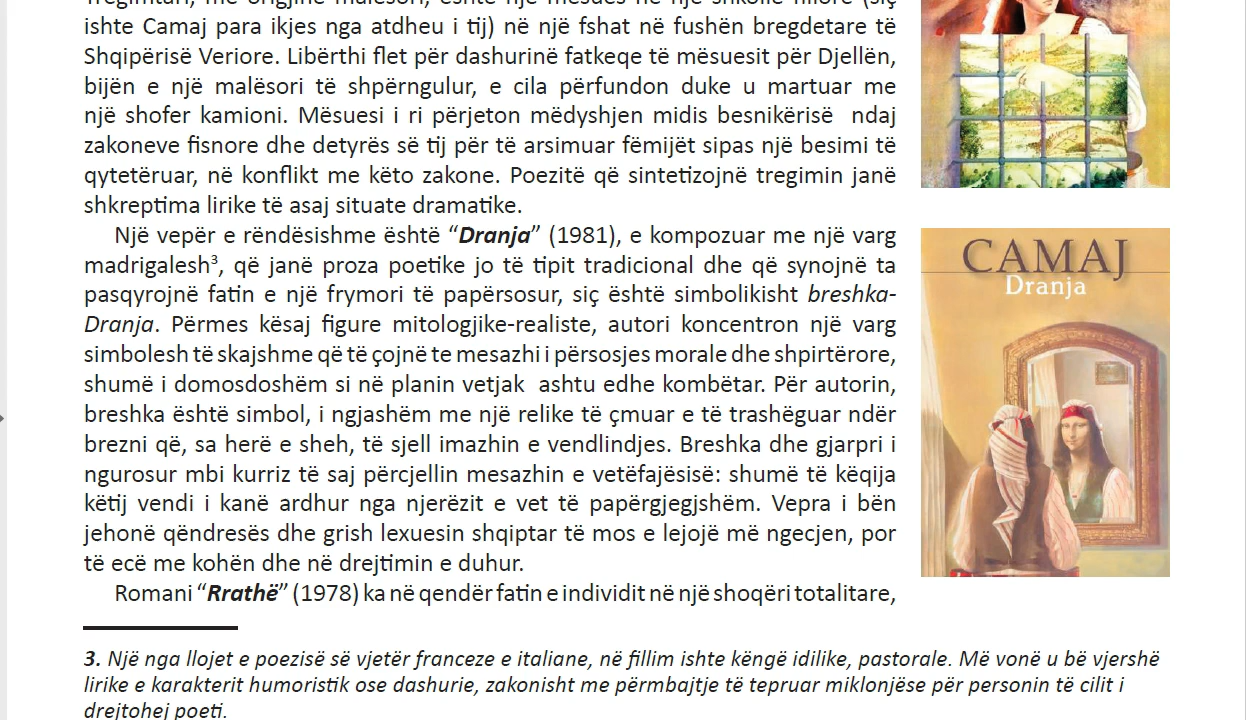 Tregimtari, me origjinë malësori, është një mësues në një shkollë fillore (siç
ishte Camaj para ikjes nga atdheu i tij) në një fshat në fushën bregdetare të
Shqipërisë Veriore. Libërthi flet për dashurinë fatkeqe të mësuesit për Djellën,
bijën e një malësori të shpërngulur, e cila përfundon duke u martuar me
një shofer kamioni. Mësuesi i ri përjeton mëdyshjen midis besnikërisë ndaj
zakoneve fisnore dhe detyrës së tij për të arsimuar fëmijët sipas një besimi të
qytetëruar, në konflikt me këto zakone. Poezitë që sintetizojnë tregimin janë
shkreptima lirike të asaj situate dramatike.
Një vepër e rëndësishme është “Dranja” (1981), e kompozuar me një varg
madrigalesh³, që janë proza poetike jo të tipit tradicional dhe që synojnë ta
pasqyrojnë fatin e një frymori të papërsosur, siç është simbolikisht breshka-
Dranja. Përmes kësaj figure mitologjike-realiste, autori koncentron një varg
simbolesh të skajshme që të çojnë te mesazhi i përsosjes morale dhe shpirtërore,
shumë i domosdoshëm si në planin vetjak ashtu edhe kombëtar. Për autorin,
breshka është simbol, i ngjashëm me një relike të çmuar e të trashëguar ndër
brezni që, sa herë e sheh, të sjell imazhin e vendlindjes. Breshka dhe gjarpri i
ngurosur mbi kurriz të saj përcjellin mesazhin e vetëfajësisë: shumë të këqija
këtij vendi i kanë ardhur nga njerëzit e vet të papërgjegjshëm. Vepra i bën
jehonë qëndresës dhe grish lexuesin shqiptar të mos e lejojë më ngecjen, por
të ecë me kohën dhe në drejtimin e duhur.
Romani “Rrathë” (1978) ka në qendër fatin e individit në një shoqëri totalitare,
CAMAJ
Dranja
3. Një nga llojet e poezisë së vjetër franceze e italiane, në fillim ishte këngë idilike, pastorale. Më vonë u bë vjershë
lirike e karakterit humoristik ose dashurie, zakonisht me përmbajtje të tepruar miklonjëse për personin të cilit i
drejtohej poeti.